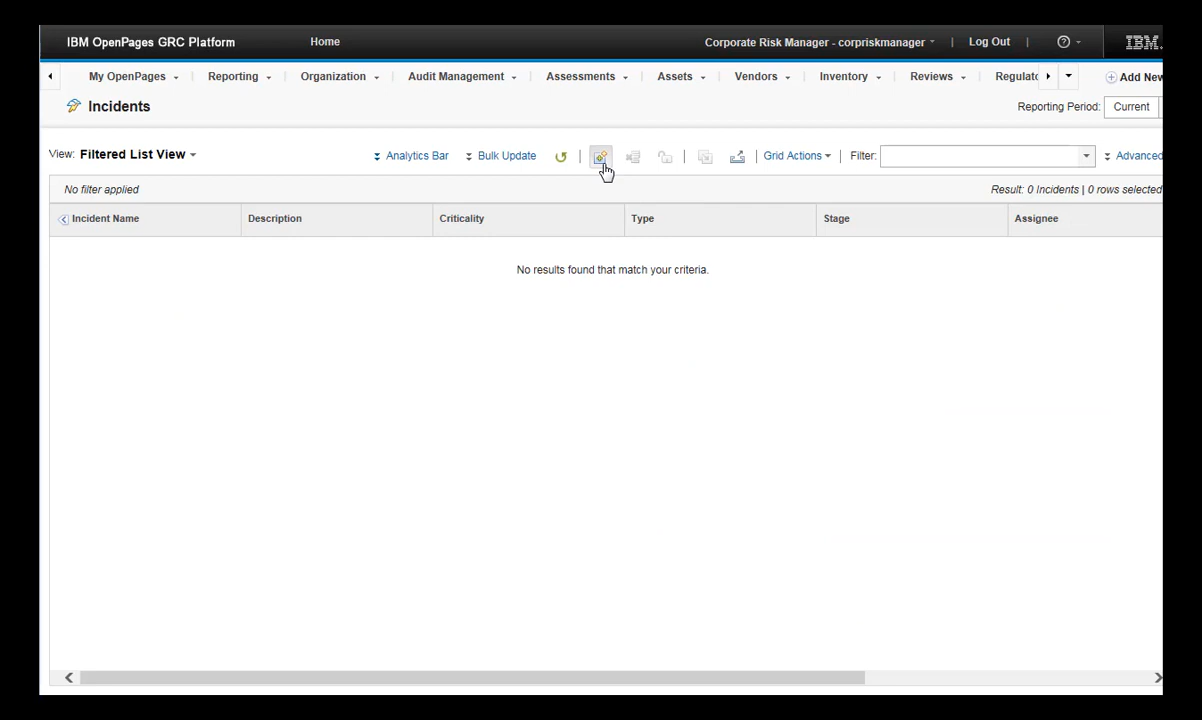 IBM OpenPages GRC Platform Home Corporate Risk Manager - corpriskmanager | Log Out | IBM.
My OpenPages | Reporting | Organization | Audit Management | Assessments | Assets | Vendors | Inventory | Reviews | Regulatc Add New
Incidents Reporting Period: Current
View: Filtered List View Analytics Bar Bulk Update | | | Grid Actions | Filter: Advanced
No filter applied Result: 0 Incidents | 0 rows selected
Incident Name Description Criticality Type Stage Assignee
No results found that match your criteria.